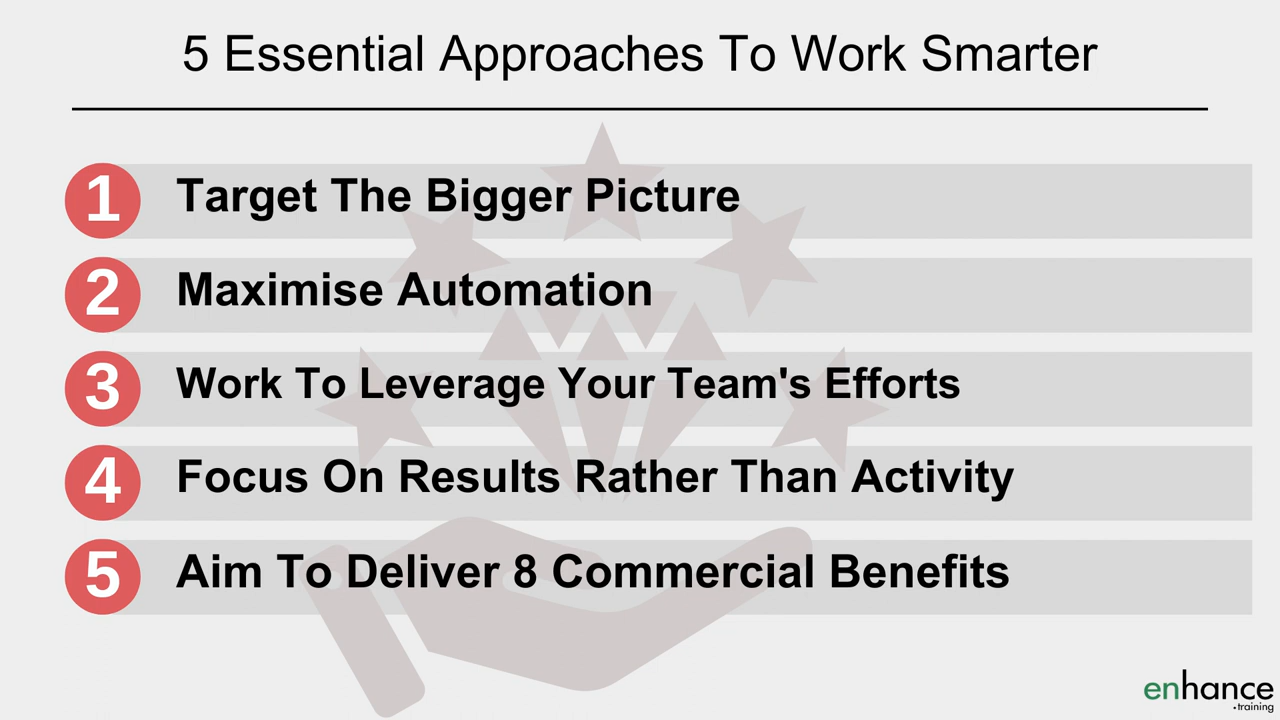 5 Essential Approaches To Work Smarter
1 Target The Bigger Picture
2 Maximise Automation
3 Work To Leverage Your Team's Efforts
4 Focus On Results Rather Than Activity
5 Aim To Deliver 8 Commercial Benefits
enhance
•training